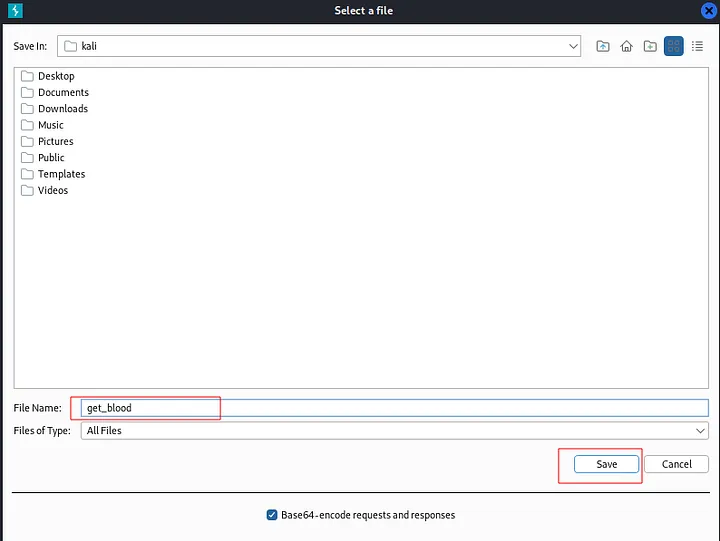 Select a file
Save In: kali
Desktop
Documents
Downloads
Music
Pictures
Public
Templates
Videos
File Name: get_blood
Files of Type: All Files
Save Cancel
Base64-encode requests and responses